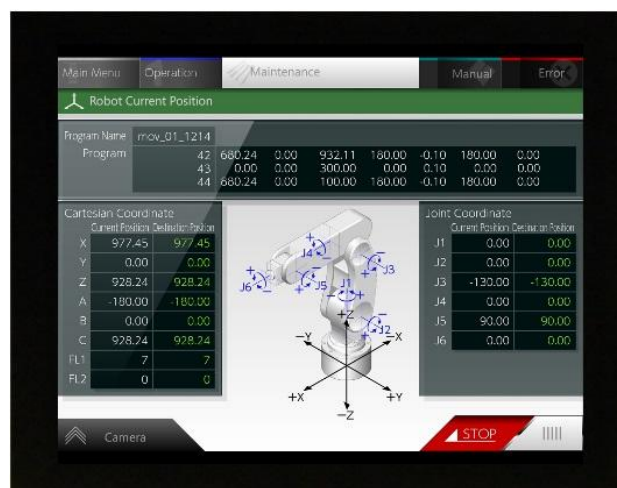 Main Menu Operation Maintenance Manual Error
Robot Current Position
Program Name mov_01_1214
Program 42 680.24 0.00 932.11 180.00 -0.10 180.00 0.00
43 0.00 0.00 300.00 0.00 0.10 0.00 0.00
44 680.24 0.00 100.00 180.00 -0.10 180.00 0.00
Cartesian Coordinate
Current Position Destination Position
X 977.45 977.45
Y 0.00 0.00
Z 928.24 928.24
A -180.00 -180.00
B 0.00 0.00
C 928.24 928.24
FL1 7 7
FL2 0 0
J4
J6
J5
J1
J3
+Z
J2
-Y
-X
+X
+Y
-Z
Joint Coordinate
Current Position Destination Position
J1 0.00 0.00
J2 0.00 0.00
J3 -130.00 -130.00
J4 0.00 0.00
J5 90.00 90.00
J6 0.00 0.00
Camera
STOP